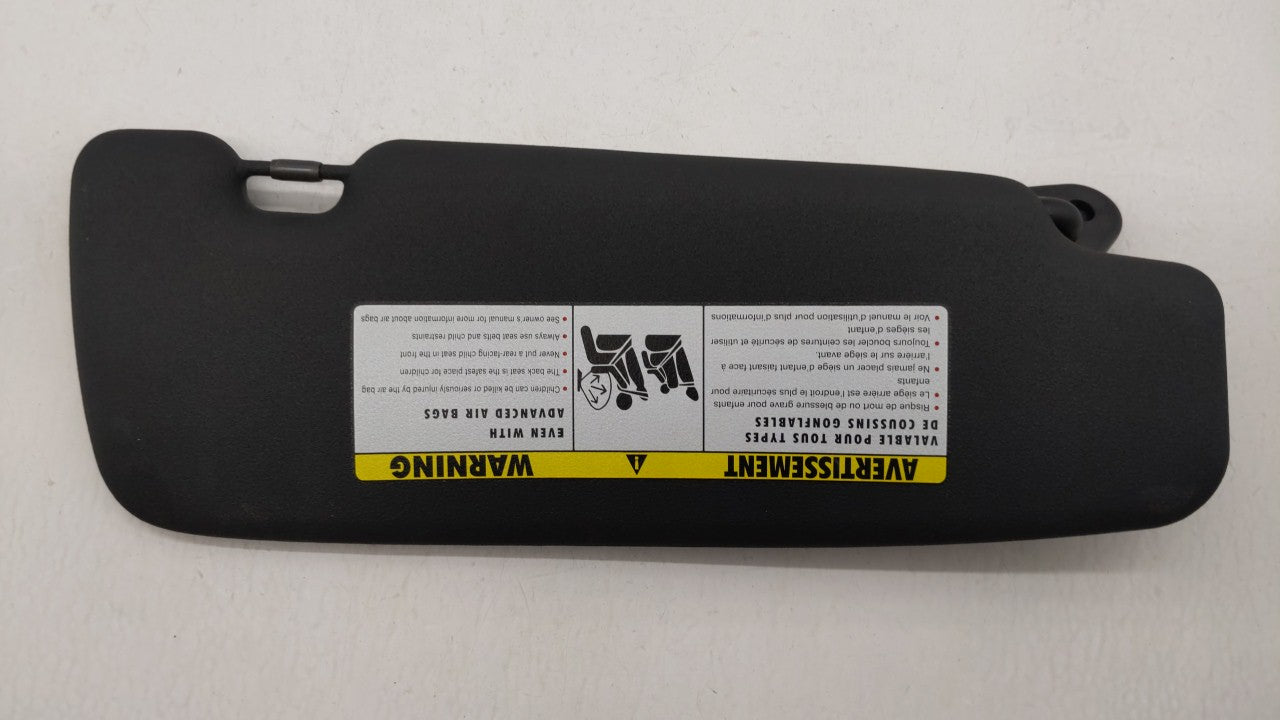 AVERTISSEMENT
VALABLE POUR TOUS TYPES
DE COUSSINS GONFLABLES
• Risque de mort ou de blessure grave pour enfants
• Le siège arrière est l'endroit le plus sécuritaire pour
enfants
• Ne jamais placer un siège d'enfant faisant face à
l'arrière sur le siège avant.
• Toujours boucler les ceintures de sécurité et utiliser
les sièges d'enfant
• Voir le manuel d'utilisation pour plus d'informations
WARNING
EVEN WITH
ADVANCED AIR BAGS
• Children can be killed or seriously injured by the air bag
• The back seat is the safest place for children
• Never put a rear-facing child seat in the front
• Always use seat belts and child restraints
• See owner's manual for more information about air bags